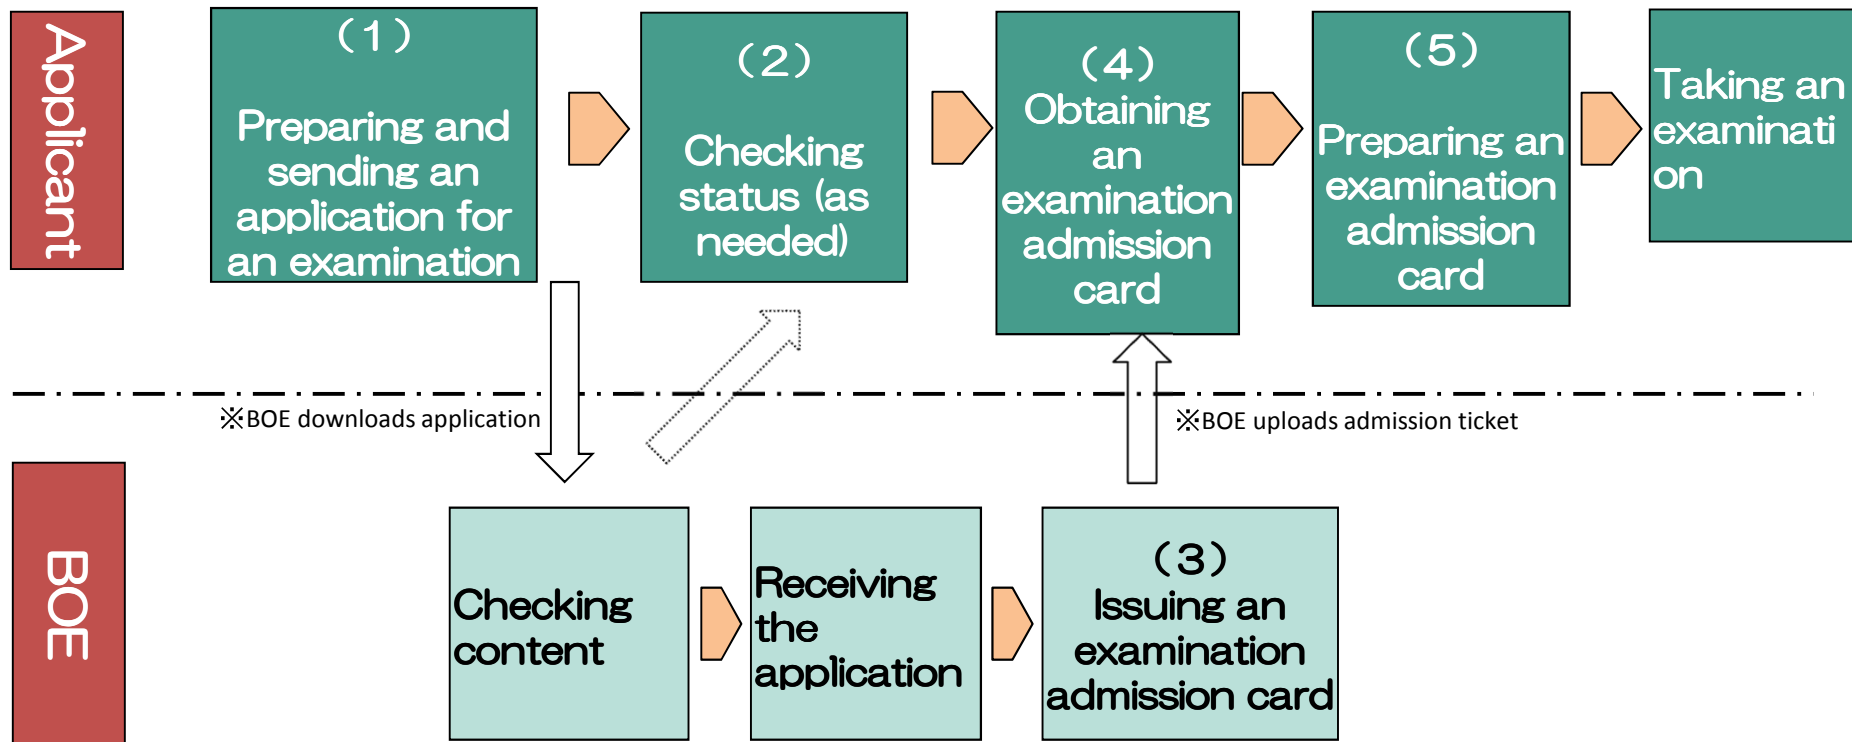 Applicant
（１）
Preparing and
sending an
application for
an examination
（２）
Checking
status (as
needed)
（４）
Obtaining
an
examination
admission
card
（５）
Preparing an
examination
admission
card
Taking an
examinati
on
※BOE downloads application
※BOE uploads admission ticket
BOE
Checking
content
Receiving
the
application
（３）
Issuing an
examination
admission card